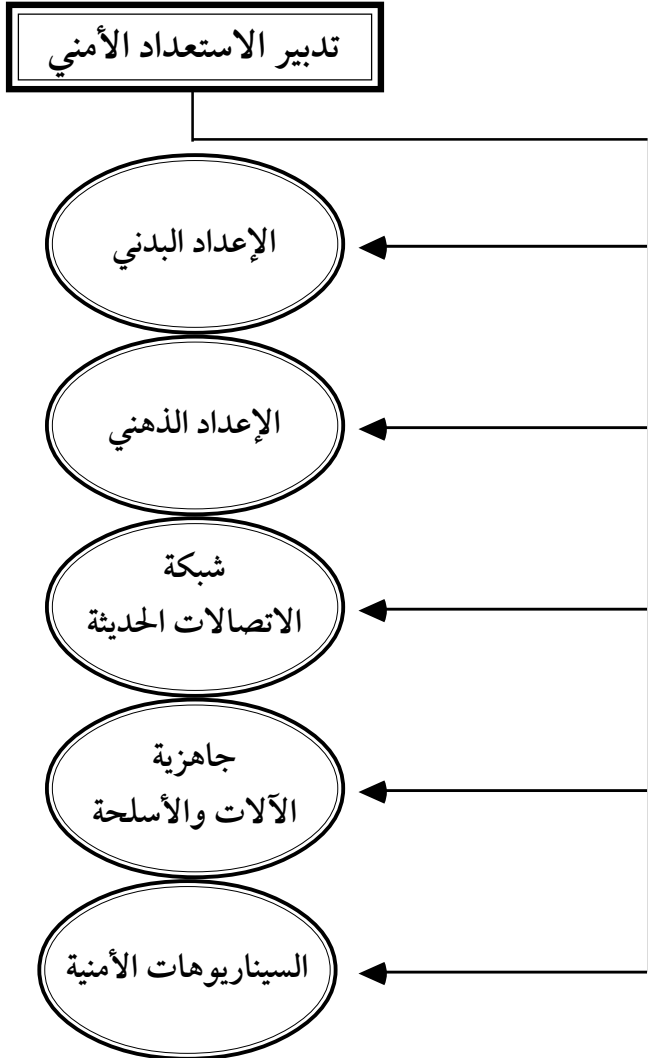 تدبير الاستعداد الأمني
الإعداد البدني
الإعداد الذهني
شبكة
الاتصالات الحديثة
جاهزية
الآلات والأسلحة
السيناريوهات الأمنية